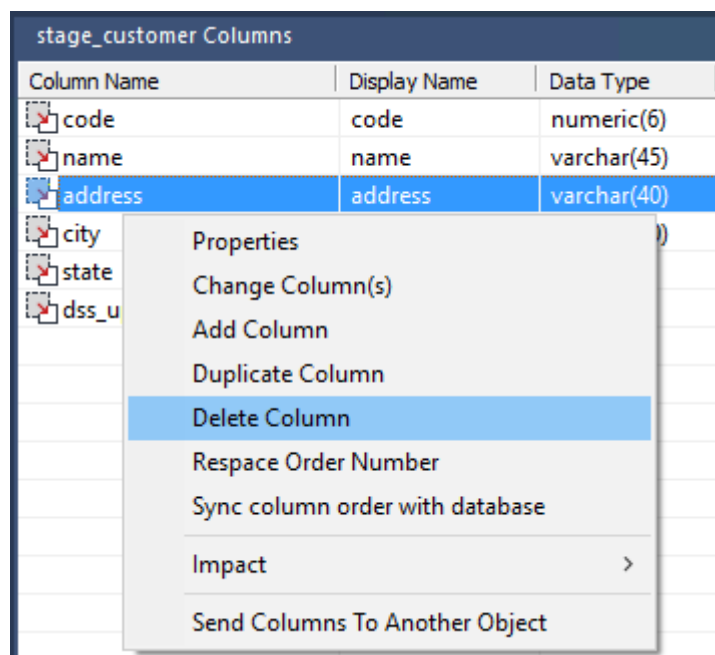 stage_customer Columns
Column Name Display Name Data Type
code code numeric(6)
name name varchar(45)
address address varchar(40)
city
state
dss_u
Properties
Change Column(s)
Add Column
Duplicate Column
Delete Column
Respace Order Number
Sync column order with database
Impact >
Send Columns To Another Object